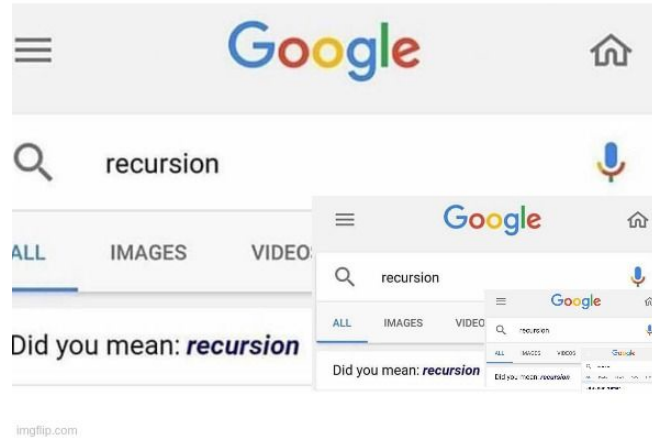 Google
recursion
ALL IMAGES VIDEO
Did you mean: recursion
Google
recursion
ALL IMAGES VIDEO
Did you mean: recursion
Google
recursion
ALL IMAGES VIDEOS
Did you mean: recursion
Google
imgflip.com